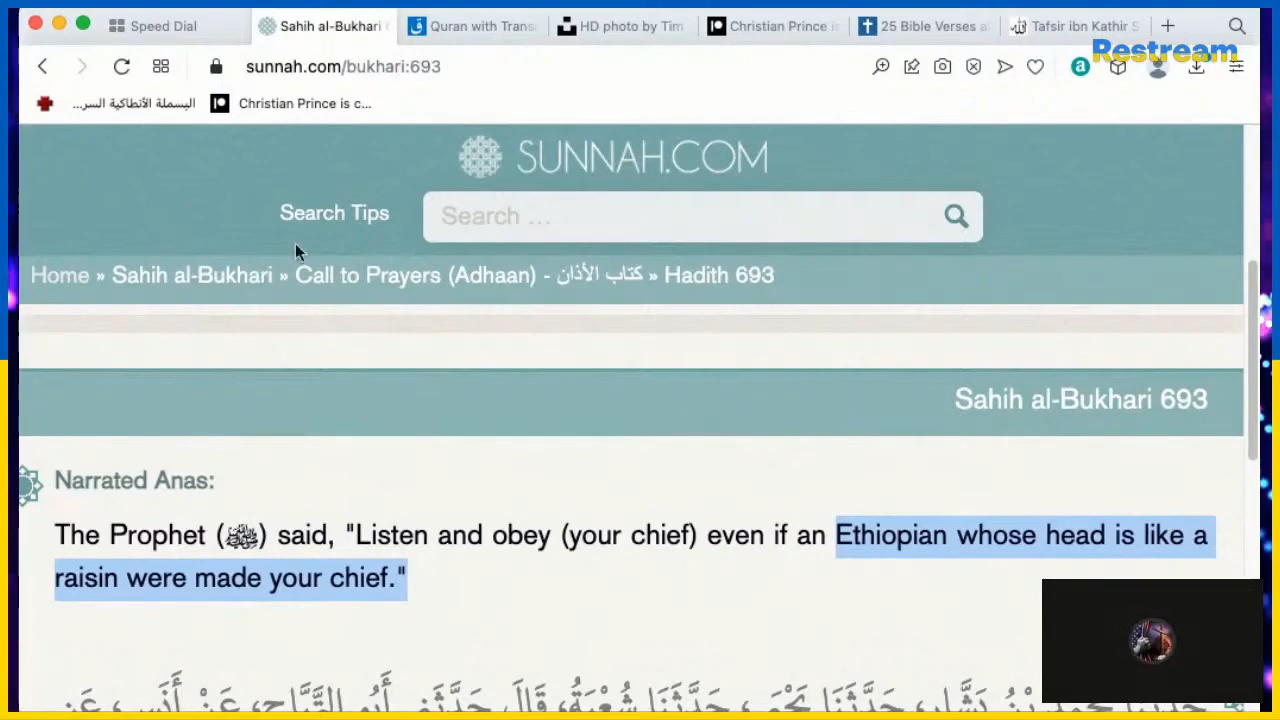 Speed Dial
Sahih al-Bukhari
Quran with Trans
HD photo by Tim
Christian Prince is
25 Bible Verses a
Tafsir ibn Kathir S
Restream
sunnah.com/bukhari:693
البسملة الأنطاكية السر...
Christian Prince is c...
SUNNAH.COM
Search Tips
Search ...
Home » Sahih al-Bukhari » Call to Prayers (Adhaan) - كتاب الأذان » Hadith 693
Sahih al-Bukhari 693
Narrated Anas:
The Prophet (ﷺ) said, "Listen and obey (your chief) even if an Ethiopian whose head is like a
raisin were made your chief."
حَدَّثَنَا يَحْيَى، حَدَّثَنَا شُعْبَةُ، قَالَ حَدَّثَنِي أَبُو التَّيَّاحِ، عَنْ أَنَسٍ، عَنِ